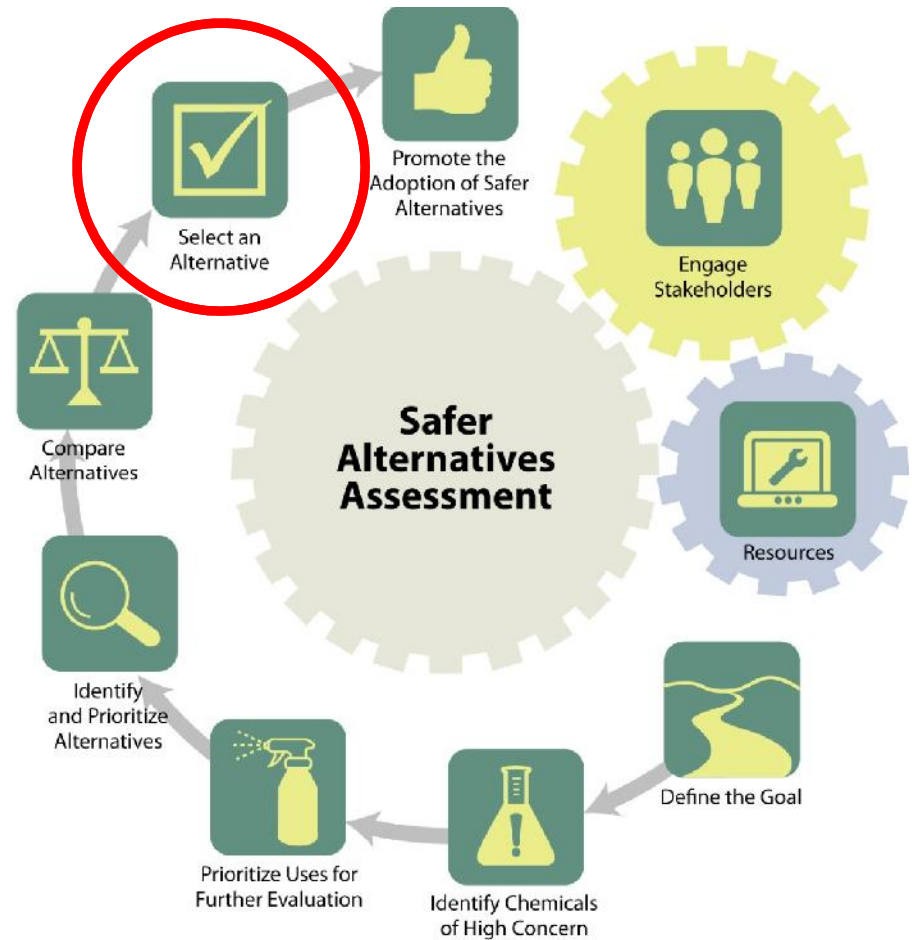 Promote the
Adoption of Safer
Alternatives
Select an
Alternative
Engage
Stakeholders
Compare
Alternatives
Safer
Alternatives
Assessment
Resources
Identify
and Prioritize
Alternatives
Define the Goal
Prioritize Uses for
Further Evaluation
Identify Chemicals
of High Concern